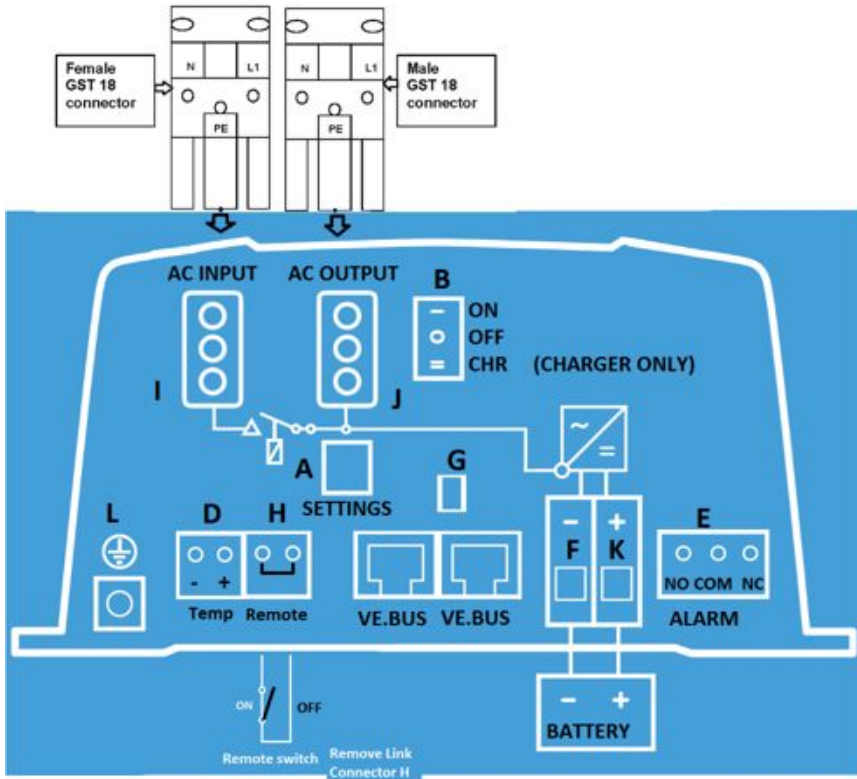 Female
GST 18
connector
N L1
PE
N L1
PE
Male
GST 18
connector
AC INPUT AC OUTPUT B
ON
OFF
CHR (CHARGER ONLY)
I J
A G
SETTINGS
L D H
- +
Temp Remote
VE.BUS VE.BUS
- +
F K
E
NO COM NC
ALARM
ON OFF
Remote switch
Remove Link
Connector H
- +
BATTERY